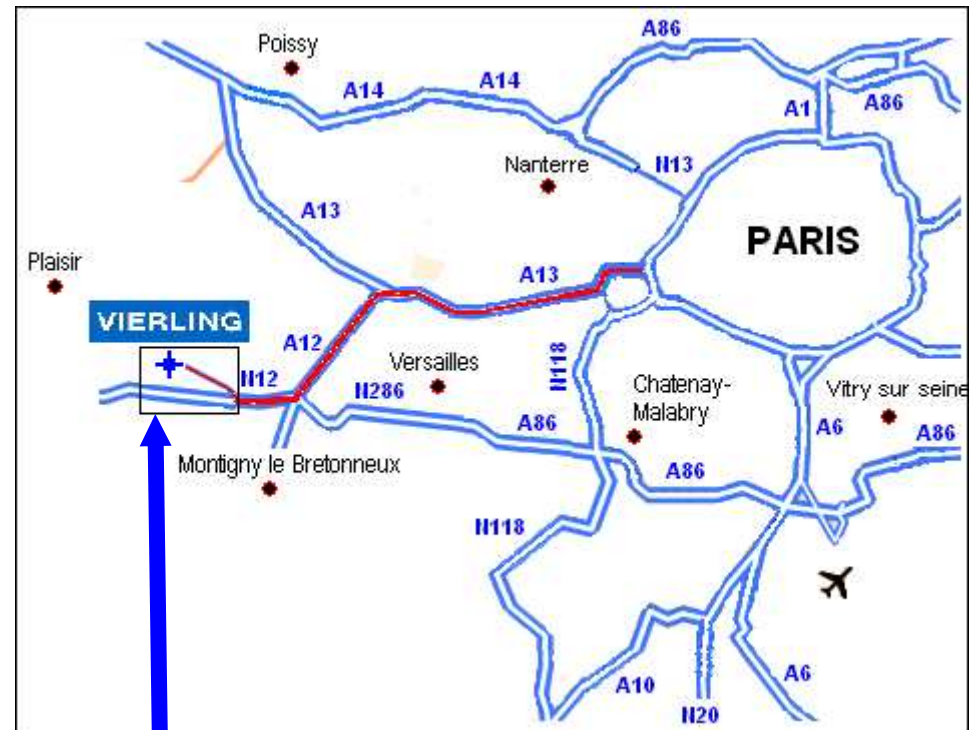 A86
Poissy
A14
A14
A1
A86
Nanterre
N13
A13
PARIS
Plaisir
A13
VIERLING
A12
N12
Versailles
N118
N286
Chatenay-
Malabry
Vitry sur seine
A86
A6
A86
Montigny le Bretonneux
A86
N118
A10
A6
N20